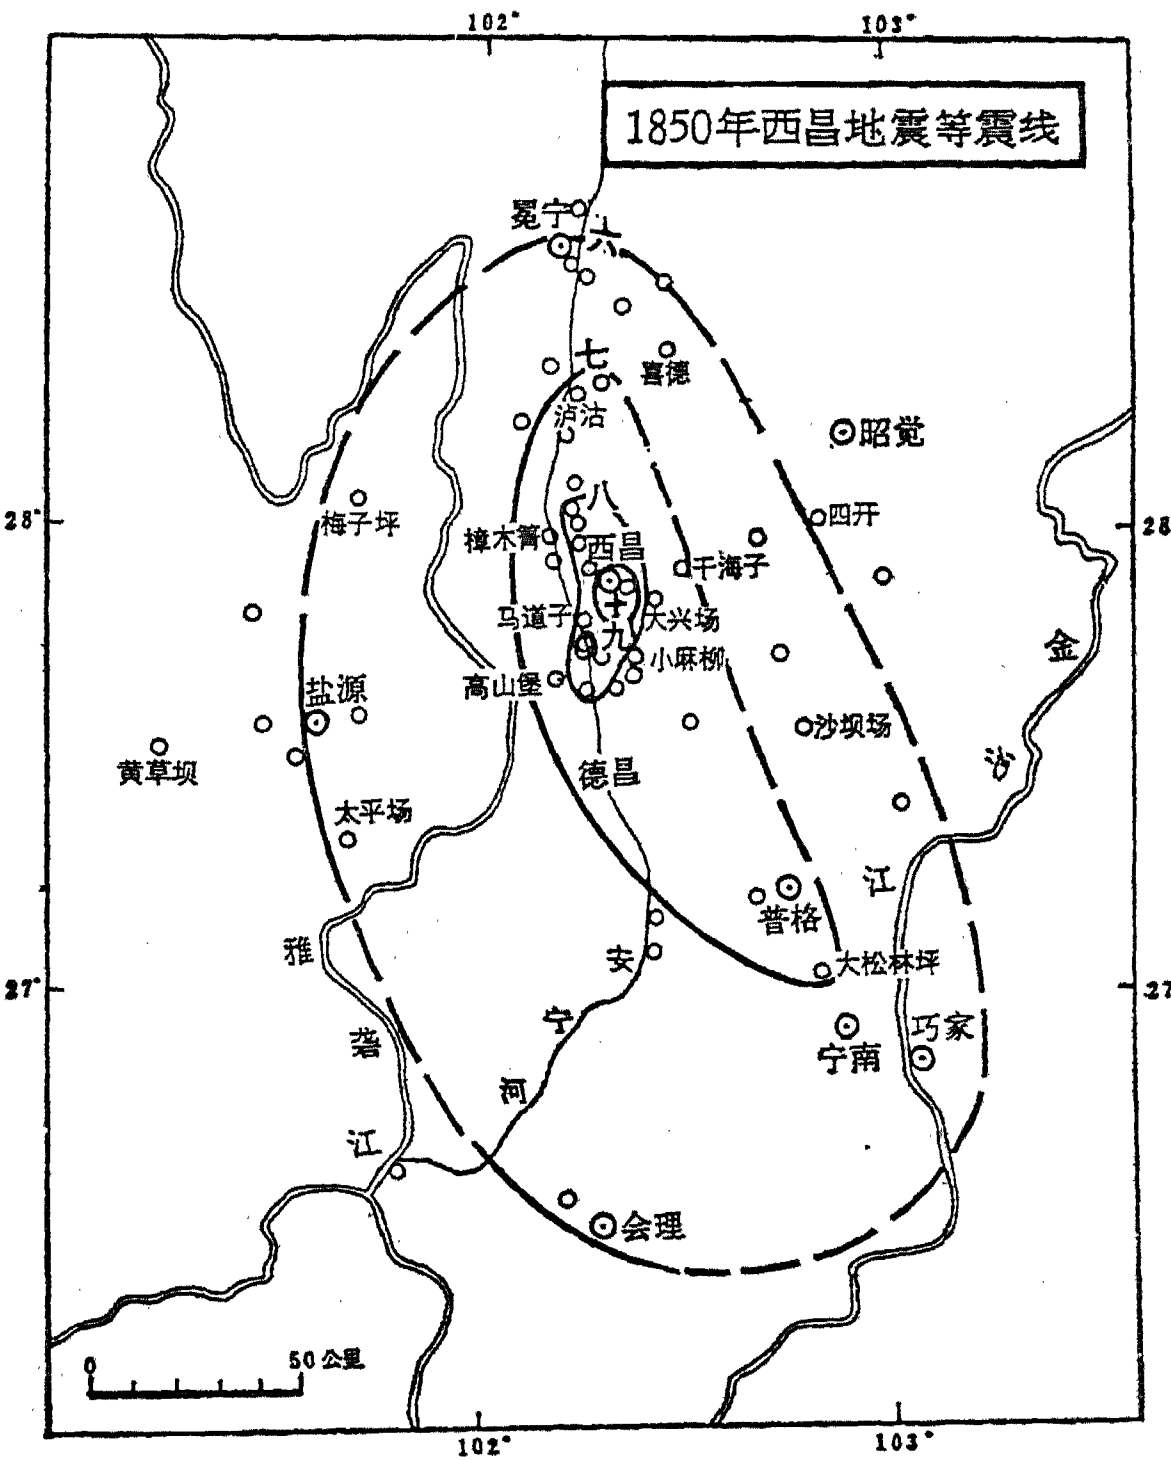 102°
103°
1850年西昌地震等震线
冕宁
六
七
喜德
泸沽
昭觉
28°
梅子坪
八
四开
28
樟木箐
西昌
干海子
十
马道子
九
大兴场
金
小麻柳
高山堡
盐源
沙坝场
沙
黄草坝
德昌
太平场
江
普格
雅
安
大松林坪
27°
27
宁
宁南
巧家
砻
河
江
会理
0
50公里
102°
103°